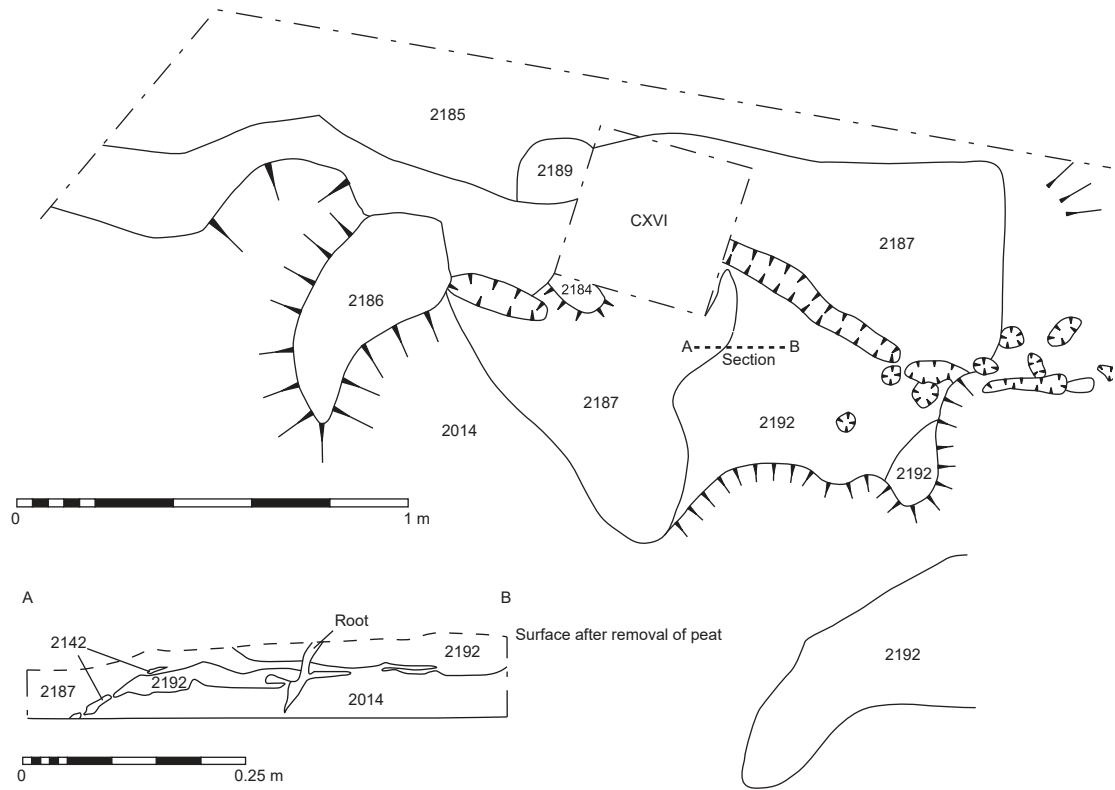 2185
2189
CXVI
2187
2184
2186
A B
Section
2187
2014
2192
2192
0 1 m
A B
Root
Surface after removal of peat
2142
2192
2187
2192
2014
2192
0 0.25 m